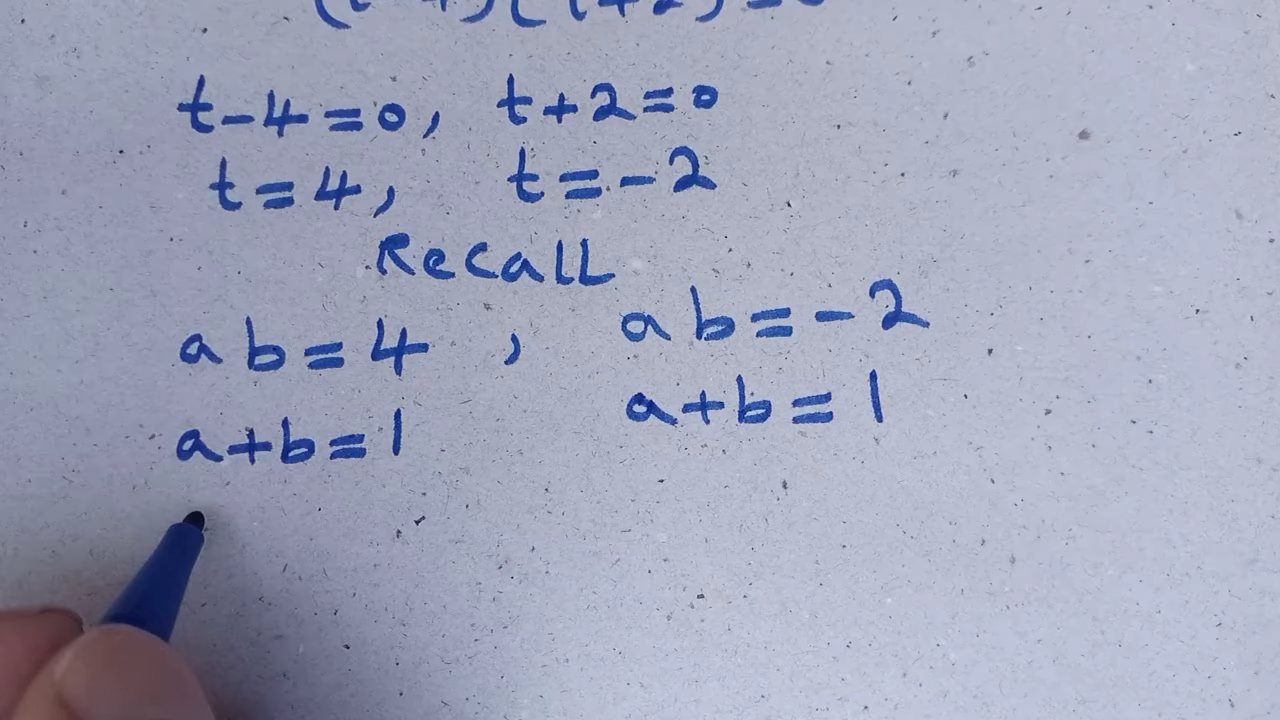 t-4=0, t+2=0
t=4, t=-2
Recall
ab=4, ab=-2
a+b=1 a+b=1